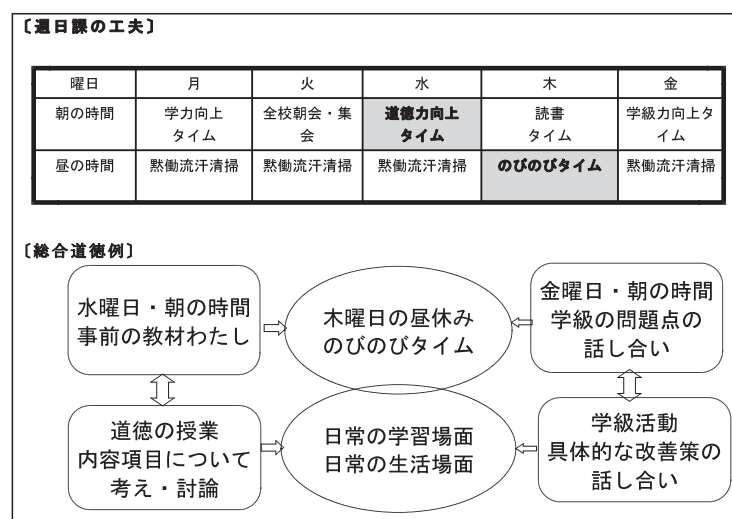 〔週日課の工夫〕
曜日 月 火 水 木 金
朝の時間 学力向上 全校朝会・集 道徳力向上 読書 学級力向上タ
タイム 会 タイム タイム イム
昼の時間 黙働流汗清掃 黙働流汗清掃 黙働流汗清掃 のびのびタイム 黙働流汗清掃
〔総合道徳例〕
水曜日・朝の時間
事前の教材わたし
木曜日の昼休み
のびのびタイム
金曜日・朝の時間
学級の問題点の
話し合い
道徳の授業
内容項目について
考え・討論
日常の学習場面
日常の生活場面
学級活動
具体的な改善策の
話し合い